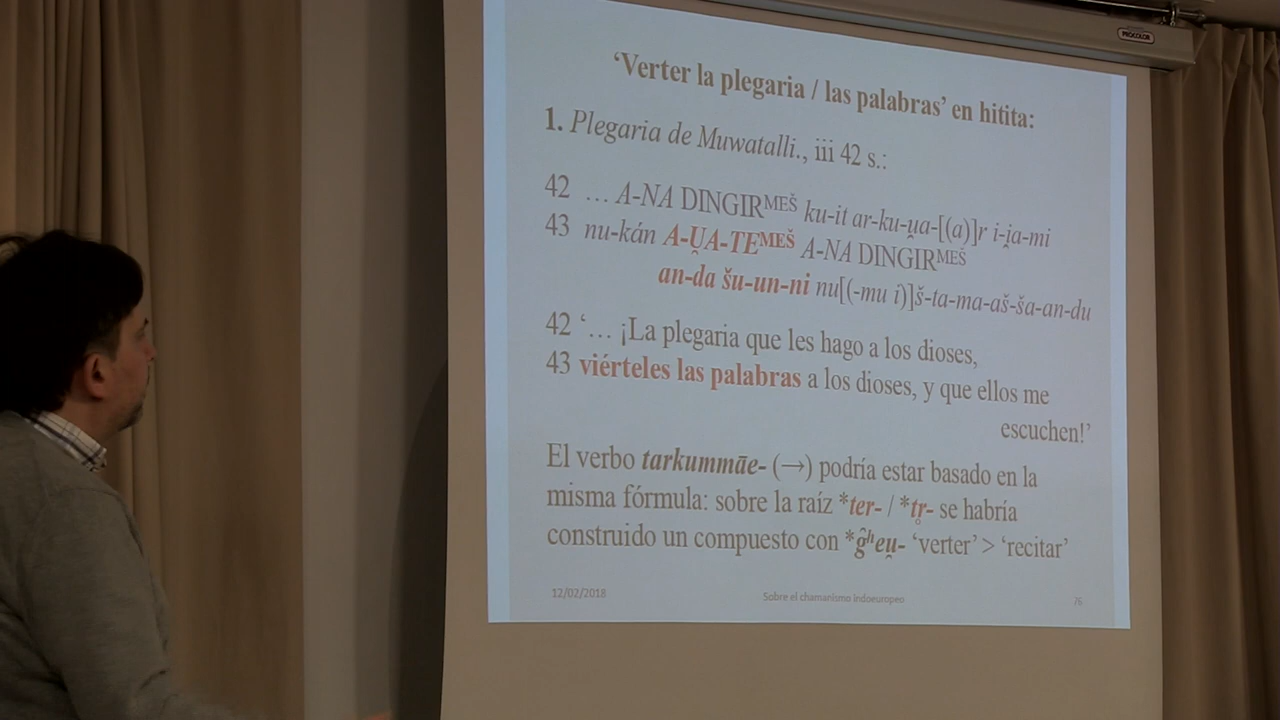 PROCOLOR
‘Verter la plegaria / las palabras’ en hitita:
1. Plegaria de Muwatalli., iii 42 s.:
42 … A-NA DINGIRᴹᴱˢ̌ ku-it ar-ku-u̯a-[(a)]r i-i̯a-mi
43 nu-kán A-U̯A-TEᴹᴱˢ̌ A-NA DINGIRᴹᴱˢ̌
an-da šu-un-ni nu[(-mu i)]š-ta-ma-aš-ša-an-du
42 ‘… ¡La plegaria que les hago a los dioses,
43 viérteles las palabras a los dioses, y que ellos me
escuchen!’
El verbo tarkummāe- (→) podría estar basado en la
misma fórmula: sobre la raíz *ter- / *tr̥- se habría
construido un compuesto con *ĝʰeu̯- ‘verter’ > ‘recitar’
12/02/2018 Sobre el chamanismo indoeuropeo 76